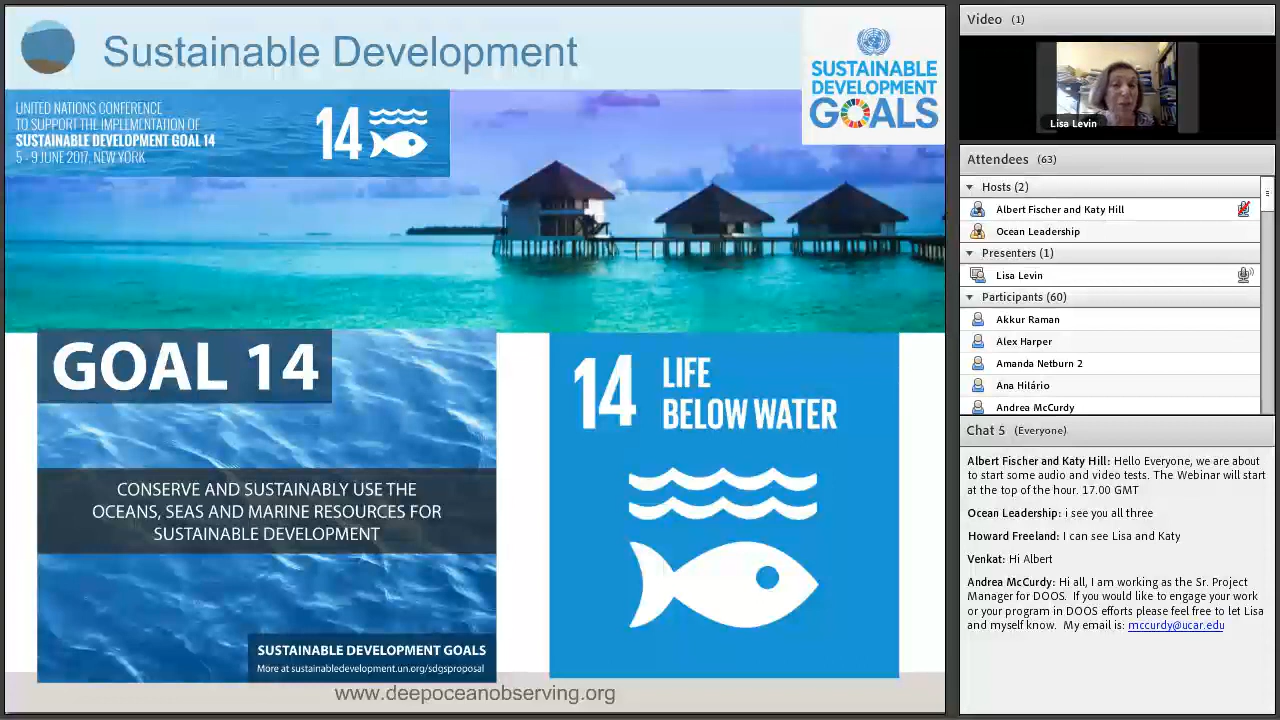 Sustainable Development
SUSTAINABLE
DEVELOPMENT
GOALS
UNITED NATIONS CONFERENCE
TO SUPPORT THE IMPLEMENTATION OF
SUSTAINABLE DEVELOPMENT GOAL 14
5 - 9 JUNE 2017, NEW YORK
14
GOAL 14
CONSERVE AND SUSTAINABLY USE THE
OCEANS, SEAS AND MARINE RESOURCES FOR
SUSTAINABLE DEVELOPMENT
SUSTAINABLE DEVELOPMENT GOALS
More at sustainabledevelopment.un.org/sdgsproposal
14 LIFE
BELOW WATER
www.deepoceanobserving.org
Video (1)
Lisa Levin
Attendees (63)
Hosts (2)
Albert Fischer and Katy Hill
Ocean Leadership
Presenters (1)
Lisa Levin
Participants (60)
Akkur Raman
Alex Harper
Amanda Netburn 2
Ana Hilário
Andrea McCurdy
Chat 5 (Everyone)
Albert Fischer and Katy Hill: Hello Everyone, we are about
to start some audio and video tests. The Webinar will start
at the top of the hour. 17.00 GMT
Ocean Leadership: i see you all three
Howard Freeland: I can see Lisa and Katy
Venkat: Hi Albert
Andrea McCurdy: Hi all, I am working as the Sr. Project
Manager for DOOS. If you would like to engage your work
or your program in DOOS efforts please feel free to let Lisa
and myself know. My email is: mccurdy@ucar.edu